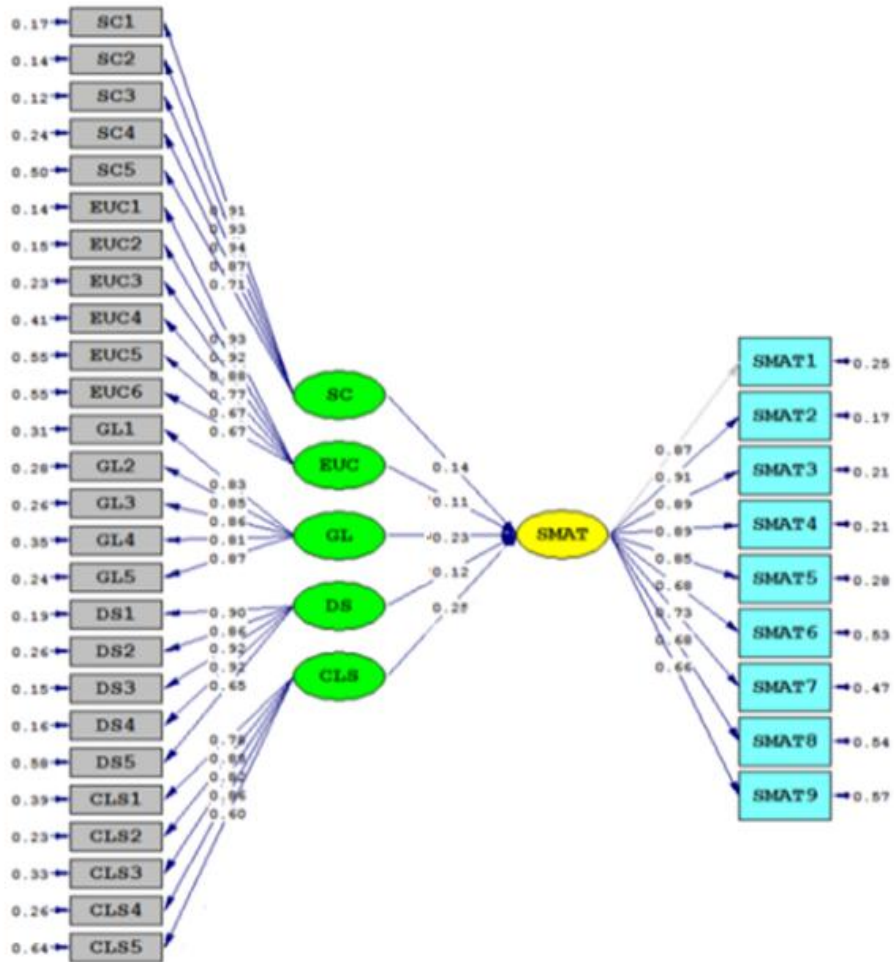 0.17 SC1
0.14 SC2
0.12 SC3
0.24 SC4
0.50 SC5
0.14 EUC1
0.15 EUC2
0.23 EUC3
0.41 EUC4
0.55 EUC5
0.55 EUC6
0.31 GL1
0.28 GL2
0.26 GL3
0.35 GL4
0.24 GL5
0.19 DS1
0.26 DS2
0.15 DS3
0.16 DS4
0.58 DS5
0.39 CLS1
0.23 CLS2
0.33 CLS3
0.26 CLS4
0.64 CLS5
0.91
0.93
0.94
0.87
0.71
0.93
0.92
0.88
0.77
0.67
0.67
0.83
0.85
0.86
0.81
0.87
0.90
0.86
0.92
0.92
0.65
0.78
0.86
0.60
SC
EUC
GL
DS
CLS
0.14
0.11
0.23
0.12
SMAT
0.87
0.91
0.89
0.89
0.85
0.68
0.73
0.68
0.66
SMAT1 0.25
SMAT2 0.17
SMAT3 0.21
SMAT4 0.21
SMAT5 0.28
SMAT6 0.53
SMAT7 0.47
SMAT8 0.54
SMAT9 0.57